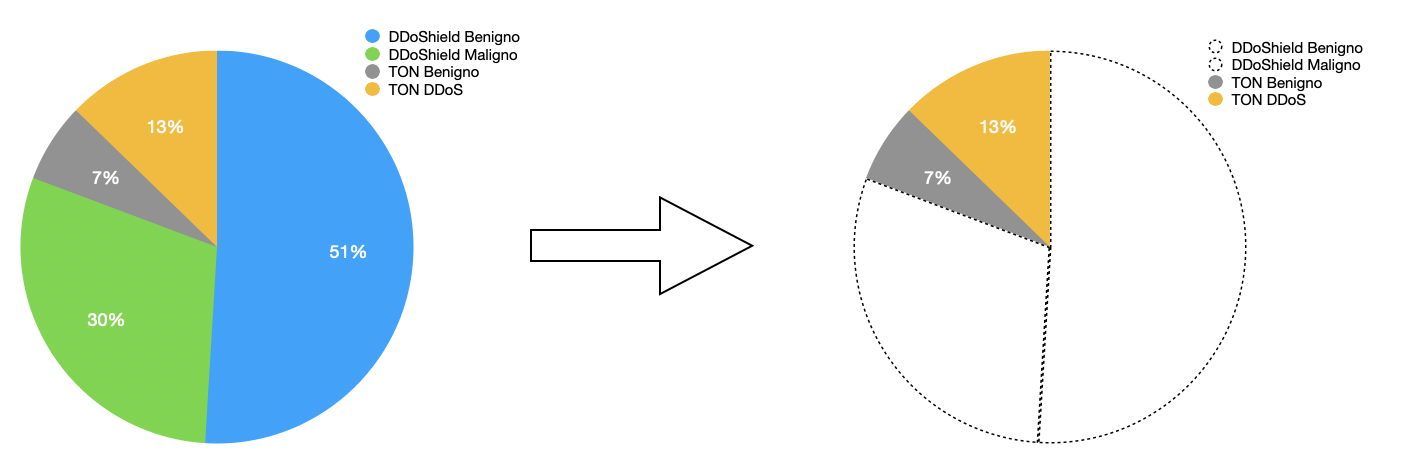 DDoShield Benigno
DDoShield Maligno
TON Benigno
TON DDoS
13%
7%
51%
30%
DDoShield Benigno
DDoShield Maligno
TON Benigno
TON DDoS
13%
7%